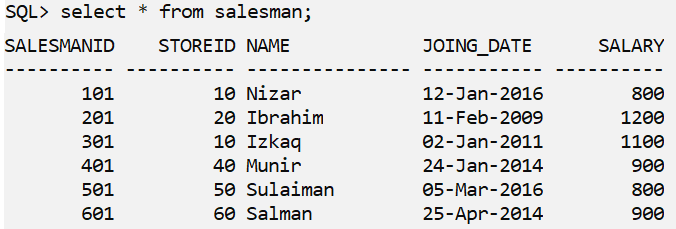 SQL> select * from salesman;
SALESMANID    STOREID NAME            JOING_DATE      SALARY
---------- ---------- --------------- ----------- ----------
       101         10 Nizar           12-Jan-2016        800
       201         20 Ibrahim         11-Feb-2009       1200
       301         10 Izkaq           02-Jan-2011       1100
       401         40 Munir           24-Jan-2014        900
       501         50 Sulaiman        05-Mar-2016        800
       601         60 Salman          25-Apr-2014        900